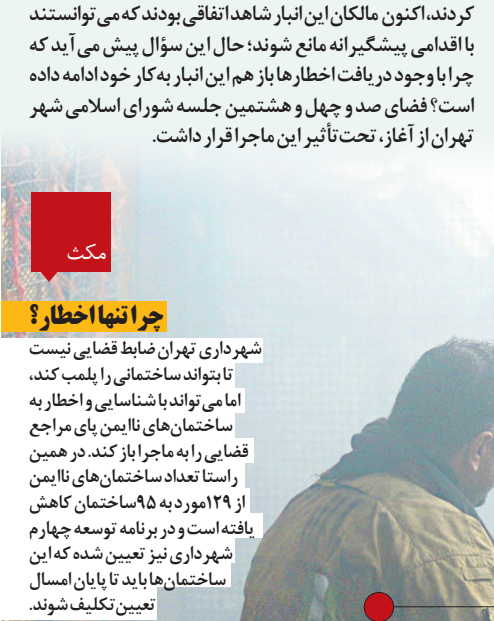 کردند، اکنون مالکان این انبار شاهد اتفاقی بودند که می‌توانستند
با اقدامی پیشگیرانه مانع شوند؛ حال این سؤال پیش می‌آید که
چرا با وجود دریافت اخطارها باز هم این انبار به کار خود ادامه داده
است؟ فضای صد و چهل و هشتمین جلسه شورای اسلامی شهر
تهران از آغاز، تحت‌تأثیر این ماجرا قرار داشت.
مکث
چرا تنها اخطار؟
شهرداری تهران ضابط قضایی نیست
تا بتواند ساختمانی را پلمب کند،
اما می‌تواند با شناسایی و اخطار به
ساختمان‌های ناایمن پای مراجع
قضایی را به ماجرا باز کند. در همین
راستا تعداد ساختمان‌های ناایمن
از ۱۲۹مورد به ۹۵ساختمان کاهش
یافته است و در برنامه توسعه چهارم
شهرداری نیز تعیین شده که این
ساختمان‌ها باید تا پایان امسال
تعیین تکلیف شوند.